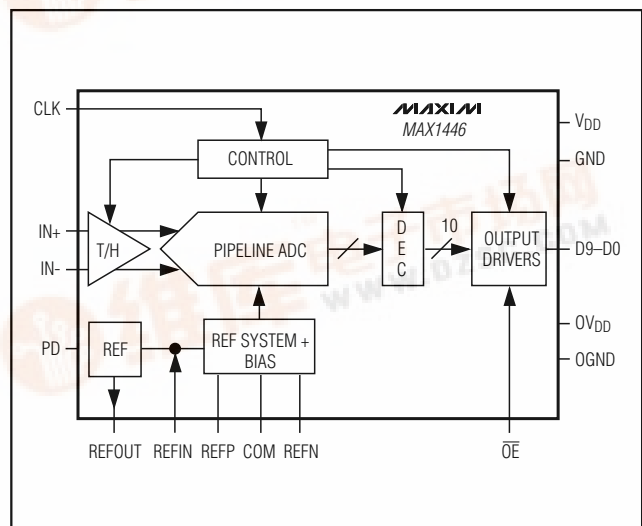 CLK
MAXIM
MAX1446
VDD
GND
CONTROL
IN+
IN-
T/H
PIPELINE ADC
D
E
C
10
OUTPUT
DRIVERS
D9–D0
PD
REF
REF SYSTEM +
BIAS
OVDD
OGND
REFOUT
REFIN
REFP
COM
REFN
OE